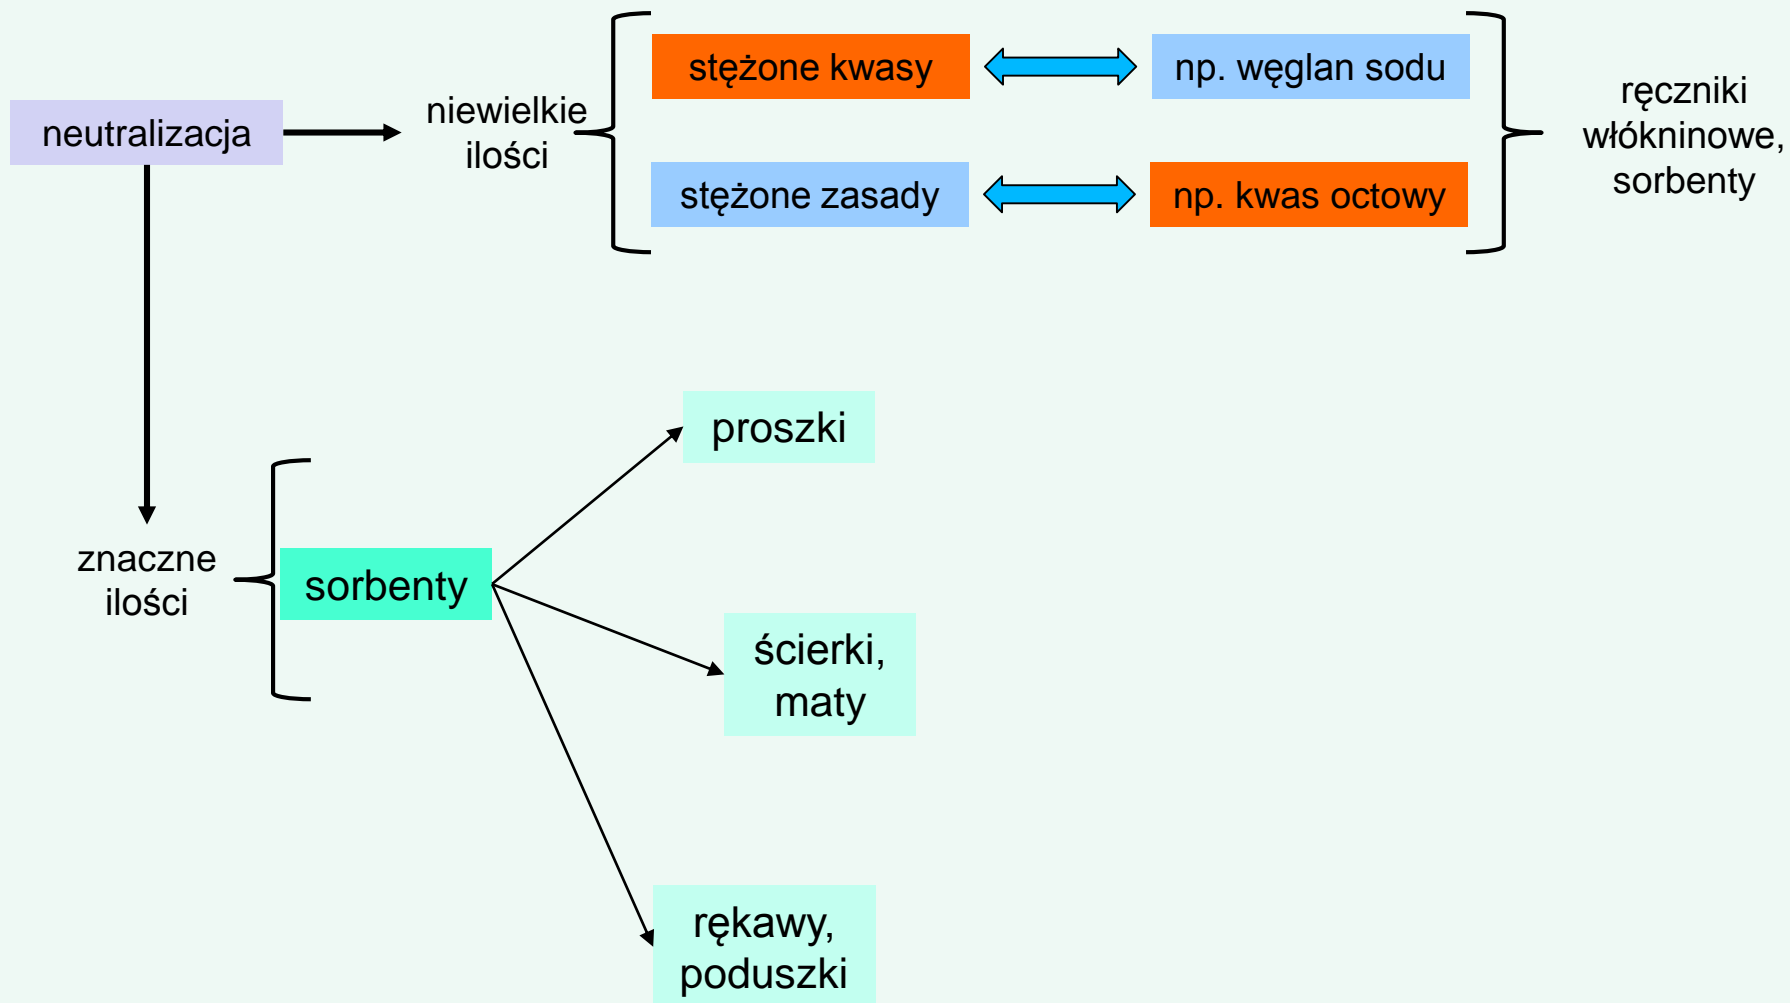 neutralizacja
niewielkie
ilości
stężone kwasy
np. węglan sodu
stężone zasady
np. kwas octowy
ręczniki
włókninowe,
sorbenty
znaczne
ilości
sorbenty
proszki
ścierki,
maty
rękawy,
poduszki